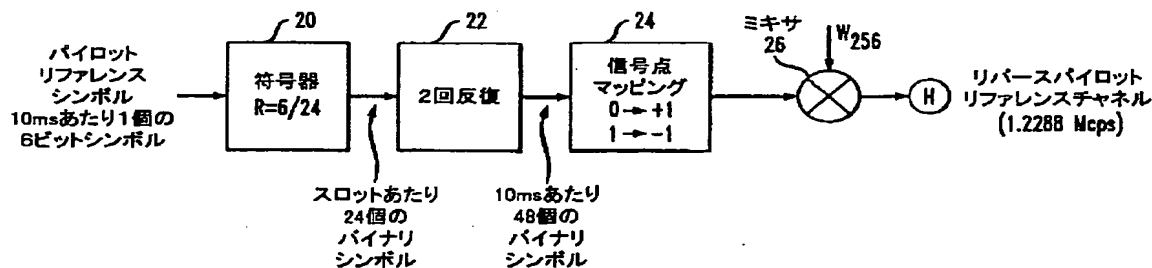 パイロット
リファレンス
シンボル
10msあたり1個の
6ビットシンボル
20
符号器
R=6/24
スロットあたり
24個の
バイナリ
シンボル
22
2回反復
10msあたり
48個の
バイナリ
シンボル
24
信号点
マッピング
0→+1
1→-1
ミキサ
26
W256
H
リバースパイロット
リファレンスチャネル
(1.2288 Mcps)